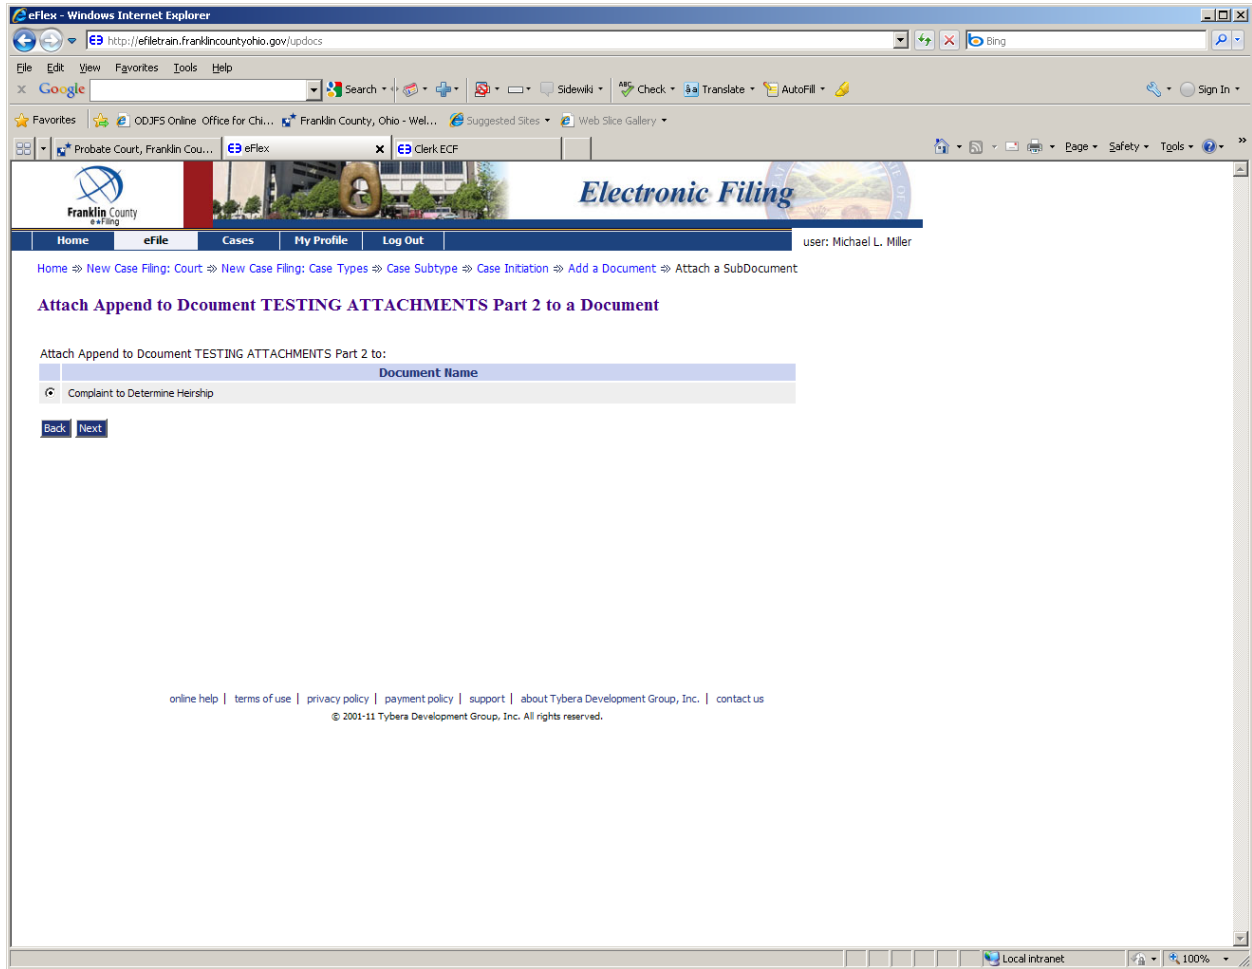 eFlex - Windows Internet Explorer
http://efiletrain.franklincountyohio.gov/updocs
Bing
File Edit View Favorites Tools Help
x Google Search Sidewiki Check Translate AutoFill Sign In
Favorites ODJFS Online Office for Chi... Franklin County, Ohio - Wel... Suggested Sites Web Slice Gallery
Probate Court, Franklin Cou... eFlex x Clerk ECF Page Safety Tools »
Franklin County
e★Filing
Electronic Filing
Home eFile Cases My Profile Log Out user: Michael L. Miller
Home ⇒ New Case Filing: Court ⇒ New Case Filing: Case Types ⇒ Case Subtype ⇒ Case Initiation ⇒ Add a Document ⇒ Attach a SubDocument
Attach Append to Dcoument TESTING ATTACHMENTS Part 2 to a Document
Attach Append to Dcoument TESTING ATTACHMENTS Part 2 to:
Document Name
Complaint to Determine Heirship
Back Next
online help | terms of use | privacy policy | payment policy | support | about Tybera Development Group, Inc. | contact us
© 2001-11 Tybera Development Group, Inc. All rights reserved.
Local intranet 100%